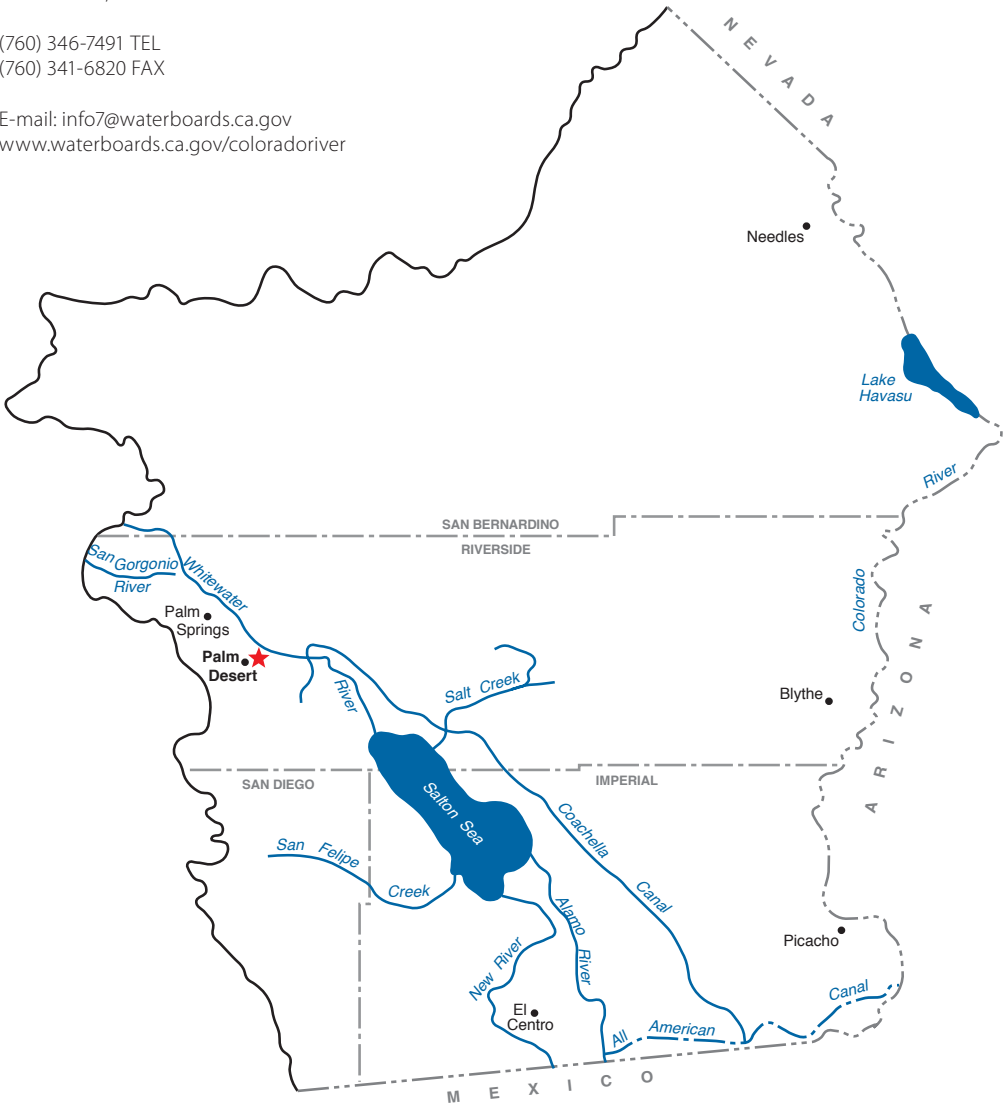 (760) 346-7491 TEL
(760) 341-6820 FAX
E-mail: info7@waterboards.ca.gov
www.waterboards.ca.gov/coloradoriver
NEVADA
Needles
Lake
Havasu
River
SAN BERNARDINO
RIVERSIDE
San Gorgonio
River
Whitewater
Colorado
Palm
Springs
Palm
Desert
River
Salt Creek
Blythe
ARIZONA
SAN DIEGO
IMPERIAL
Salton Sea
Coachella
Canal
San Felipe
Creek
Alamo
River
New River
Picacho
El
Centro
All American
Canal
MEXICO